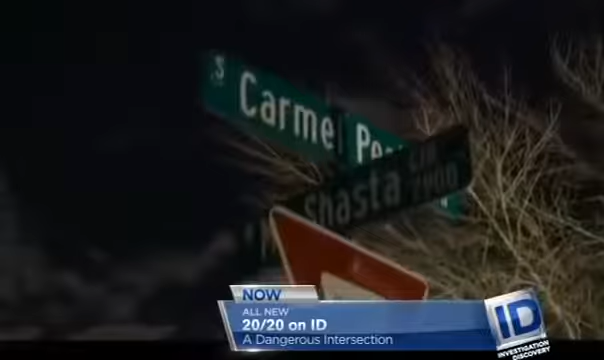 S Carmel
Shasta
NOW
ALL NEW
20/20 on ID
A Dangerous Intersection
ID
INVESTIGATION
DISCOVERY